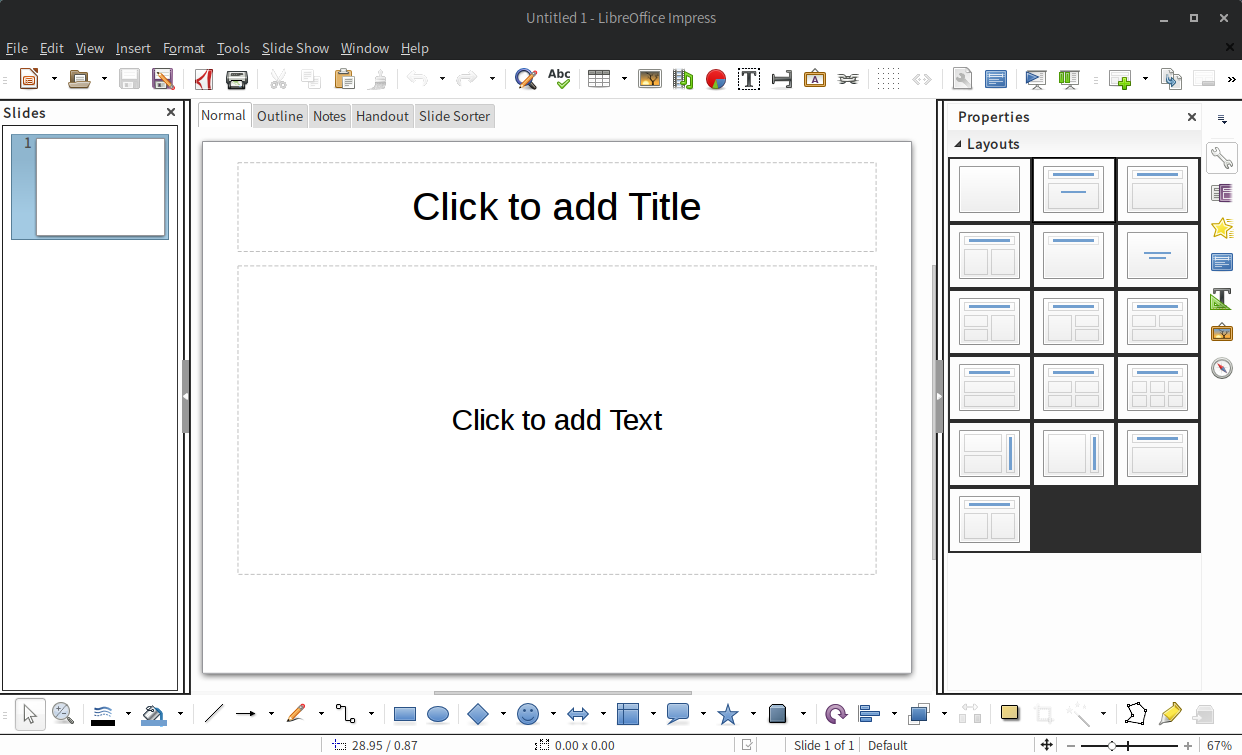 Untitled 1 - LibreOffice Impress
File Edit View Insert Format Tools Slide Show Window Help
Abc
Slides
1
Normal Outline Notes Handout Slide Sorter
Click to add Title
Click to add Text
Properties
Layouts
28.95 / 0.87 0.00 x 0.00 Slide 1 of 1 Default 67%